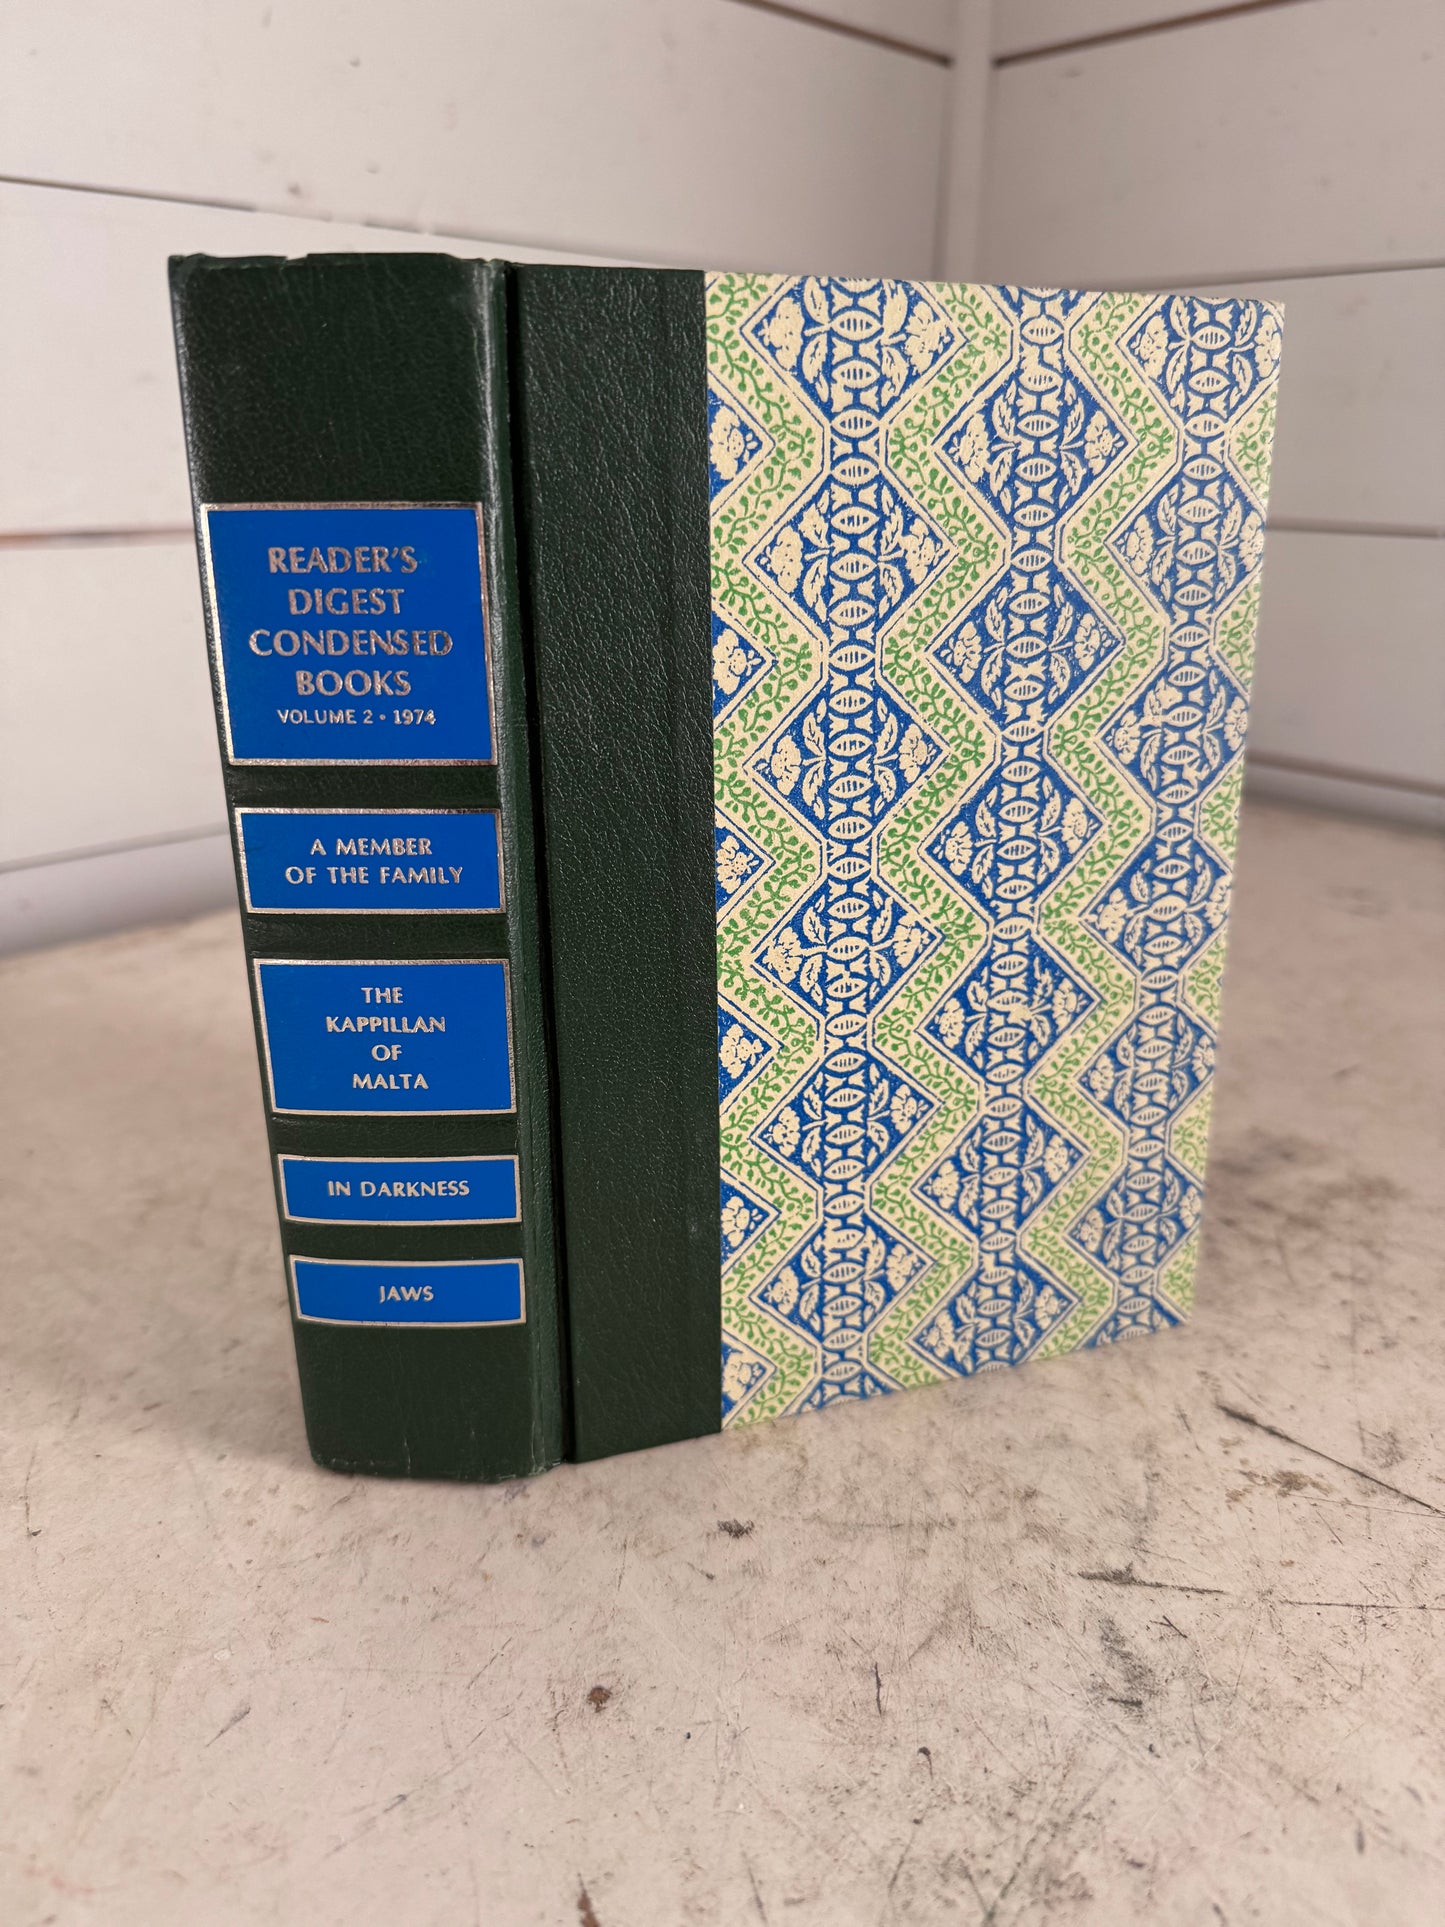 READER'S
DIGEST
CONDENSED
BOOKS
VOLUME 2 • 1974
A MEMBER
OF THE FAMILY
THE
KAPPILLAN
OF
MALTA
IN DARKNESS
JAWS